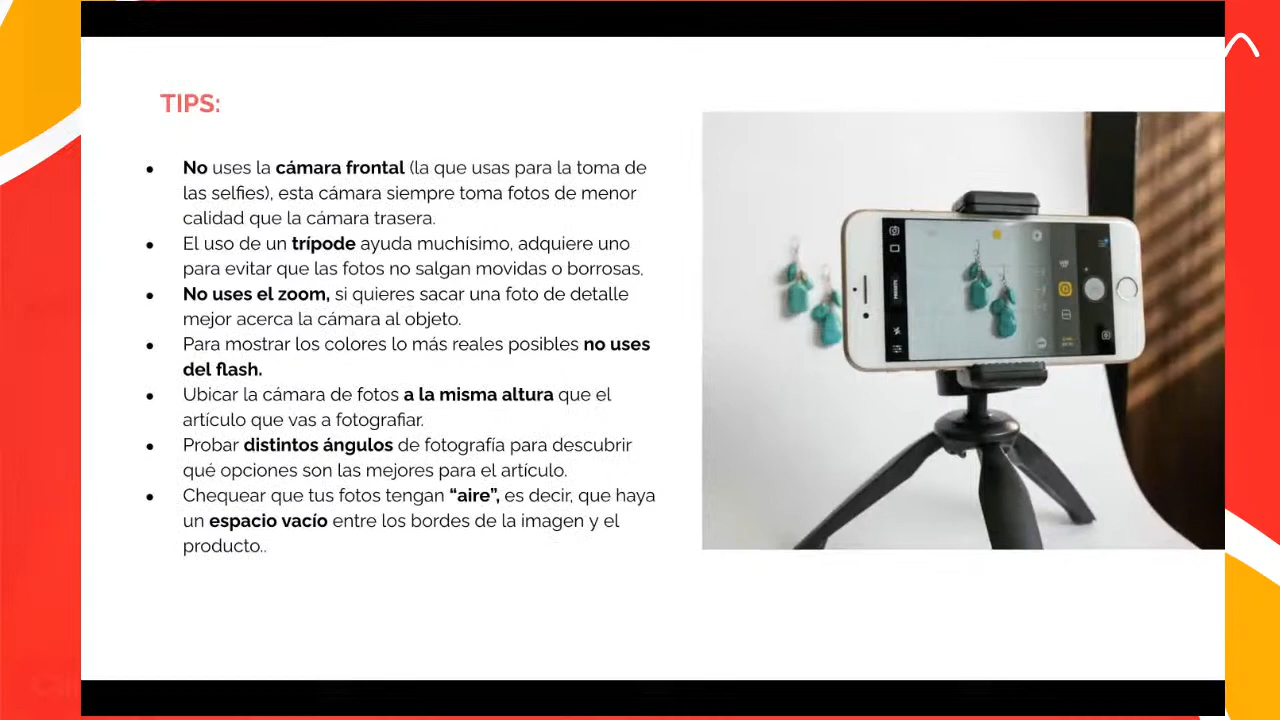 TIPS:
● No uses la cámara frontal (la que usas para la toma de
las selfies), esta cámara siempre toma fotos de menor
calidad que la cámara trasera.
● El uso de un trípode ayuda muchísimo, adquiere uno
para evitar que las fotos no salgan movidas o borrosas.
● No uses el zoom, si quieres sacar una foto de detalle
mejor acerca la cámara al objeto.
● Para mostrar los colores lo más reales posibles no uses
del flash.
● Ubicar la cámara de fotos a la misma altura que el
artículo que vas a fotografiar.
● Probar distintos ángulos de fotografía para descubrir
qué opciones son las mejores para el artículo.
● Chequear que tus fotos tengan “aire”, es decir, que haya
un espacio vacío entre los bordes de la imagen y el
producto..